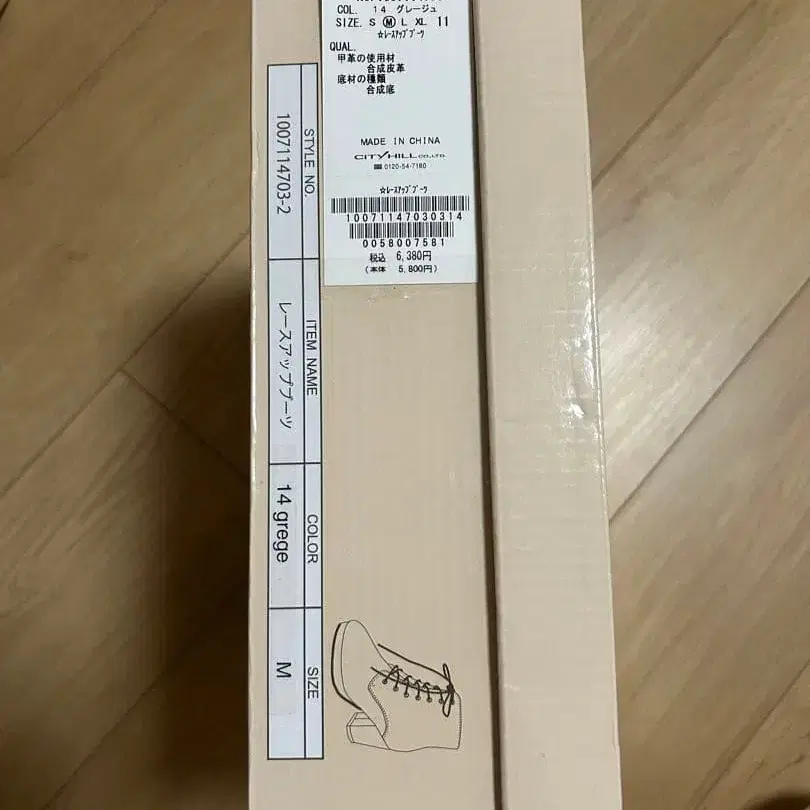 COL. 14 グレージュ
SIZE. S M L XL 11
☆ﾚｰｽｱｯﾌﾟﾌﾞｰﾂ
QUAL.
甲革の使用材
合成皮革
底材の種類
合成底
MADE IN CHINA
CITYHILL CO.,LTD.
☎ 0120-54-7180
☆ﾚｰｽｱｯﾌﾟﾌﾞｰﾂ
10071147030314
0058007581
税込 6,380円
(本体 5,800円)
STYLE NO.
1007114703-2
ITEM NAME
レースアップブーツ
COLOR
14 grege
SIZE
M